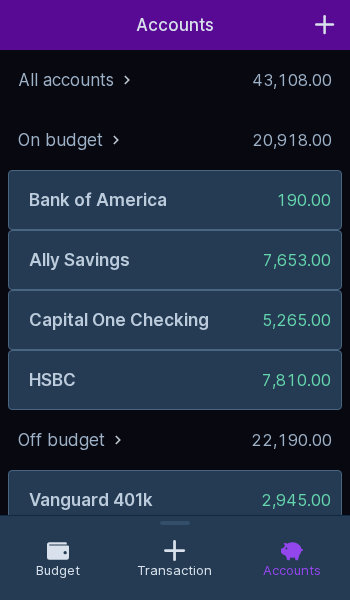 Accounts
All accounts 43,108.00
On budget 20,918.00
Bank of America 190.00
Ally Savings 7,653.00
Capital One Checking 5,265.00
HSBC 7,810.00
Off budget 22,190.00
Vanguard 401k 2,945.00
Budget Transaction Accounts